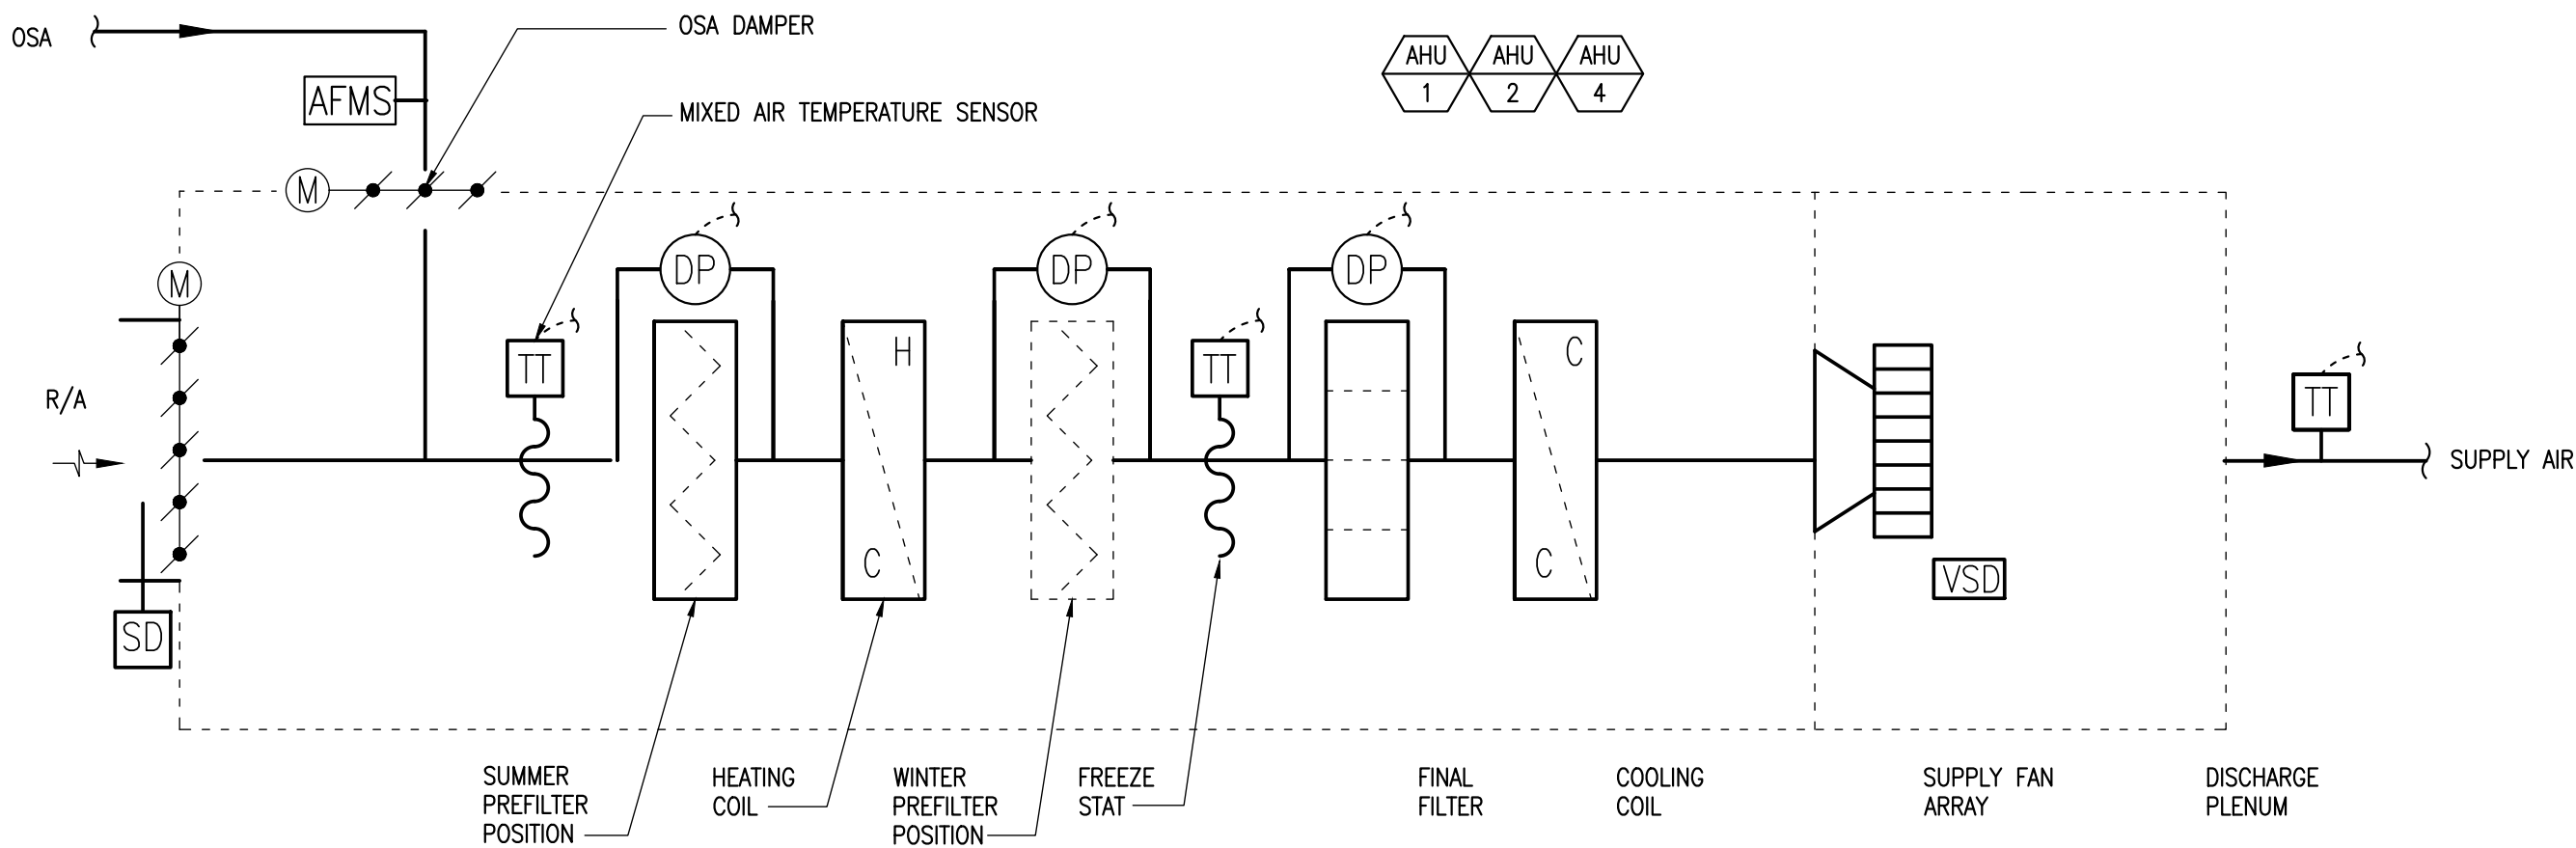 OSA
OSA DAMPER
AHU AHU AHU
1 2 4
AFMS
MIXED AIR TEMPERATURE SENSOR
M
M
DP
DP
DP
TT
TT
TT
H
C
C
C
R/A
SUPPLY AIR
VSD
SD
SUMMER
PREFILTER
POSITION
HEATING
COIL
WINTER
PREFILTER
POSITION
FREEZE
STAT
FINAL
FILTER
COOLING
COIL
SUPPLY FAN
ARRAY
DISCHARGE
PLENUM